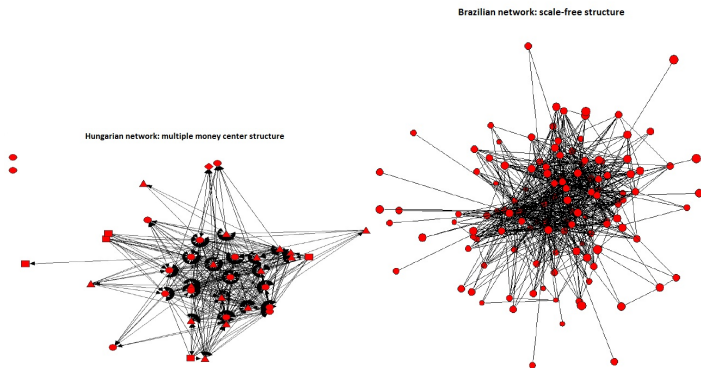 Brazilian network: scale-free structure
Hungarian network: multiple money center structure